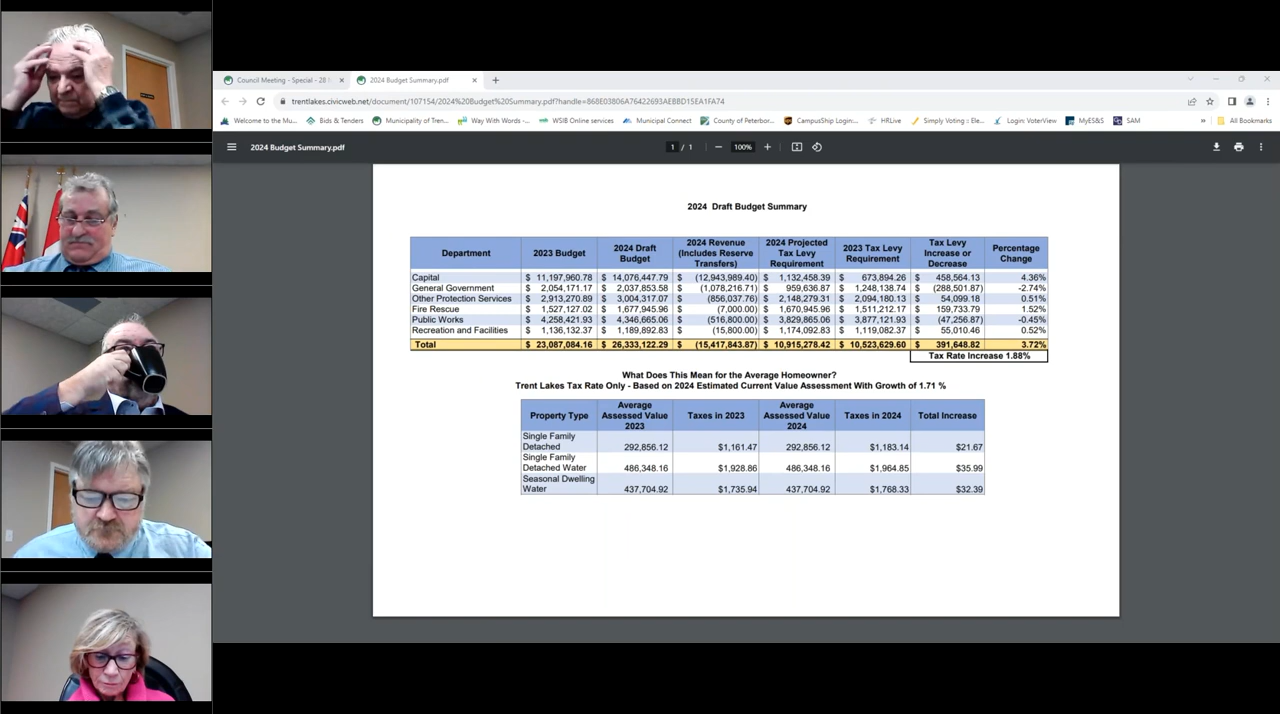 Council Meeting - Special - 28
2024 Budget Summary.pdf
trentlakes.civicweb.net/document/107154/2024%20Budget%20Summary.pdf?handle=868E03806A76422693AEBBD15EA1FA74
Welcome to the Mu... Bids & Tenders Municipality of Tren... Way With Words -... WSIB Online services Municipal Connect County of Peterbor... CampusShip Login:... HRLive Simply Voting :: Ele... Login: VoterView MyES&S SAM » All Bookmarks
2024 Budget Summary.pdf 1 / 1 100%
2024 Draft Budget Summary
Department 2023 Budget 2024 Draft Budget 2024 Revenue (Includes Reserve Transfers) 2024 Projected Tax Levy Requirement 2023 Tax Levy Requirement Tax Levy Increase or Decrease Percentage Change
Capital $ 11,197,960.78 $ 14,076,447.79 $ (12,943,989.40) $ 1,132,458.39 $ 673,894.26 $ 458,564.13 4.36%
General Government $ 2,054,171.17 $ 2,037,853.58 $ (1,078,216.71) $ 959,636.87 $ 1,248,138.74 $ (288,501.87) -2.74%
Other Protection Services $ 2,913,270.89 $ 3,004,317.07 $ (856,037.76) $ 2,148,279.31 $ 2,094,180.13 $ 54,099.18 0.51%
Fire Rescue $ 1,527,127.02 $ 1,677,945.96 $ (7,000.00) $ 1,670,945.96 $ 1,511,212.17 $ 159,733.79 1.52%
Public Works $ 4,258,421.93 $ 4,346,665.06 $ (516,800.00) $ 3,829,865.06 $ 3,877,121.93 $ (47,256.87) -0.45%
Recreation and Facilities $ 1,136,132.37 $ 1,189,892.83 $ (15,800.00) $ 1,174,092.83 $ 1,119,082.37 $ 55,010.46 0.52%
Total $ 23,087,084.16 $ 26,333,122.29 (15,417,843.87) $ 10,915,278.42 $ 10,523,629.60 $ 391,648.82 3.72%
Tax Rate Increase 1.88%
What Does This Mean for the Average Homeowner?
Trent Lakes Tax Rate Only - Based on 2024 Estimated Current Value Assessment With Growth of 1.71 %
Property Type Average Assessed Value 2023 Taxes in 2023 Average Assessed Value 2024 Taxes in 2024 Total Increase
Single Family Detached 292,856.12 $1,161.47 292,856.12 $1,183.14 $21.67
Single Family Detached Water 486,348.16 $1,928.86 486,348.16 $1,964.85 $35.99
Seasonal Dwelling Water 437,704.92 $1,735.94 437,704.92 $1,768.33 $32.39